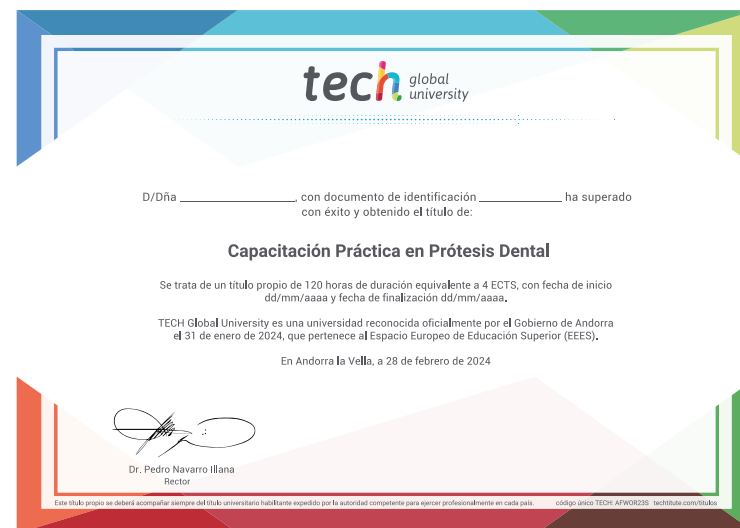 tech global university
D/Dña ____________, con documento de identificación ____________ ha superado
con éxito y obtenido el título de:
Capacitación Práctica en Prótesis Dental
Se trata de un título propio de 120 horas de duración equivalente a 4 ECTS, con fecha de inicio
dd/mm/aaaa y fecha de finalización dd/mm/aaaa.
TECH Global University es una universidad reconocida oficialmente por el Gobierno de Andorra
el 31 de enero de 2024, que pertenece al Espacio Europeo de Educación Superior (EEES).
En Andorra la Vella, a 28 de febrero de 2024
Dr. Pedro Navarro Illana
Rector
Este título propio se deberá acompañar siempre del título universitario habilitante expedido por la autoridad competente para ejercer profesionalmente en cada país. código único TECH: AFWOR23S techtitute.com/titulos